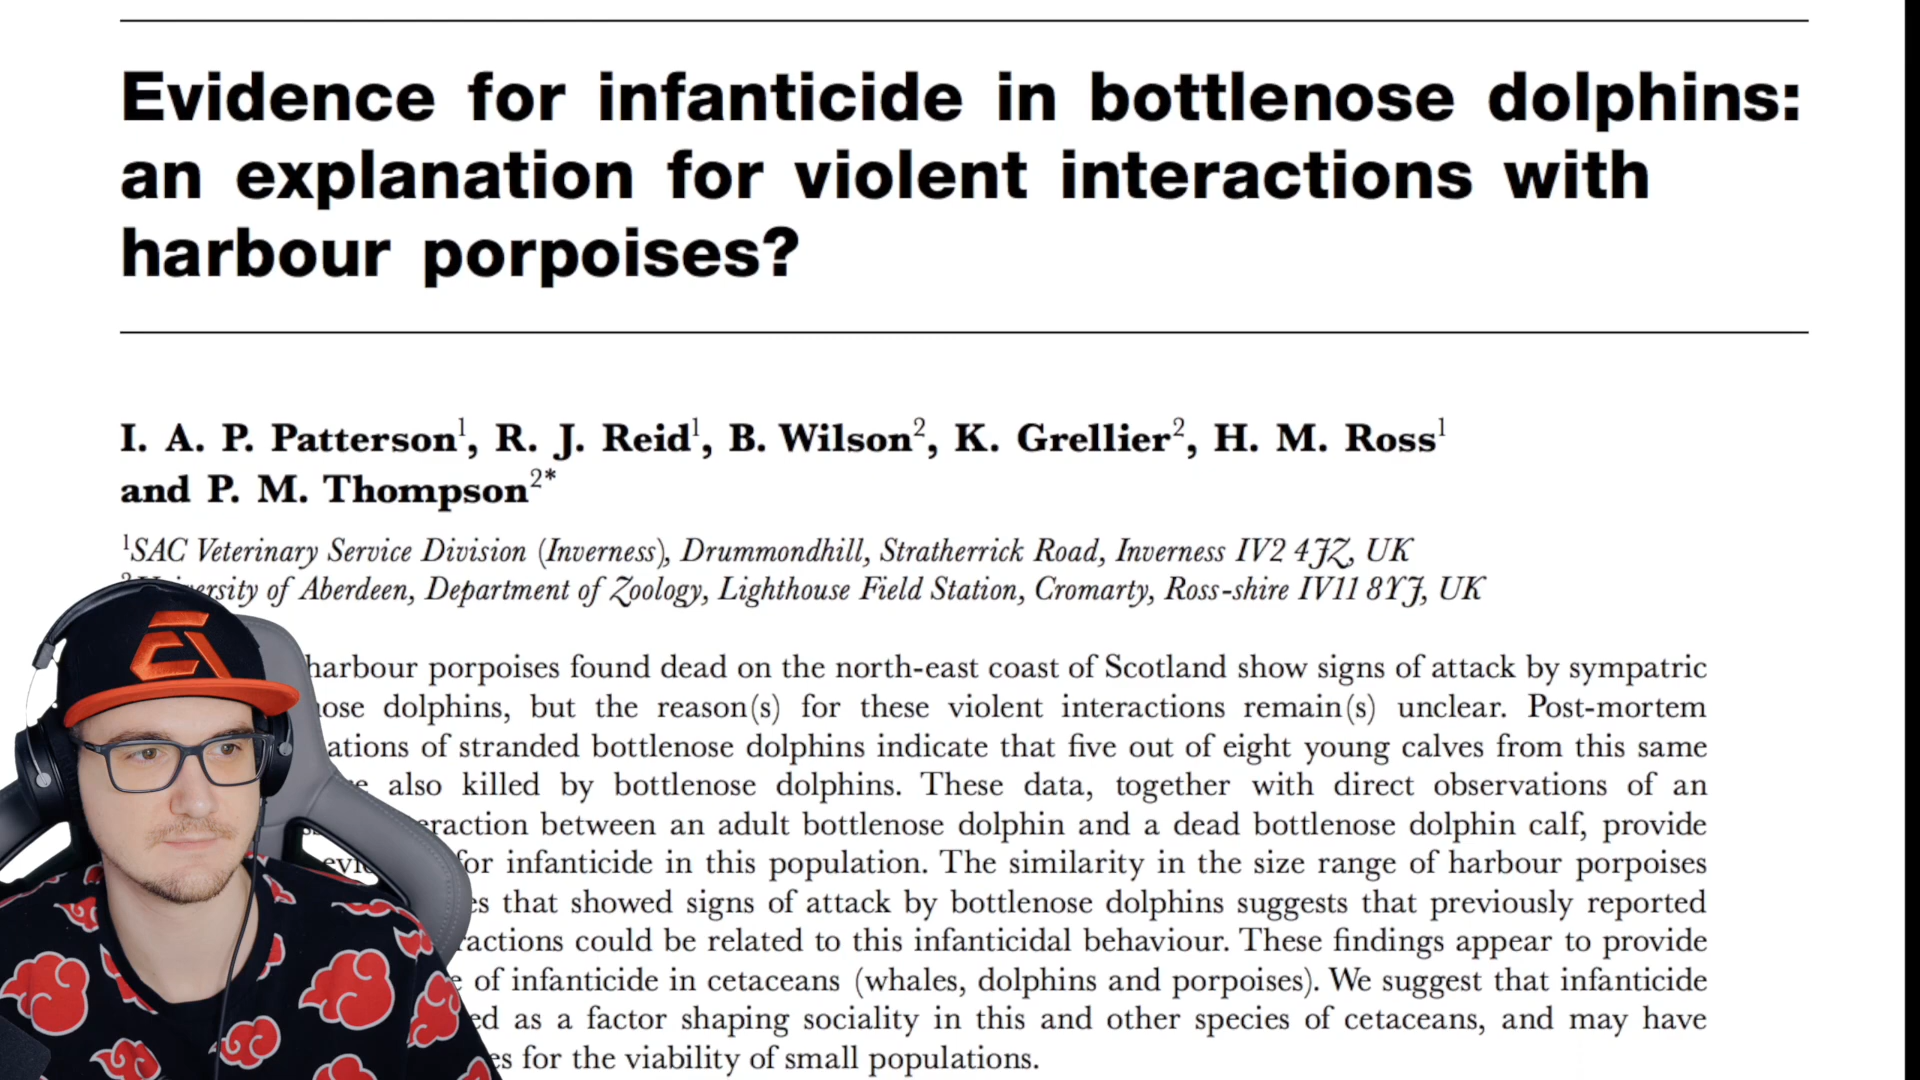 Evidence for infanticide in bottlenose dolphins:
an explanation for violent interactions with
harbour porpoises?
I. A. P. Patterson¹, R. J. Reid¹, B. Wilson², K. Grellier², H. M. Ross¹
and P. M. Thompson²*
¹SAC Veterinary Service Division (Inverness), Drummondhill, Stratherrick Road, Inverness IV2 4JZ, UK
of Aberdeen, Department of Zoology, Lighthouse Field Station, Cromarty, Ross-shire IV11 8YJ, UK
harbour porpoises found dead on the north-east coast of Scotland show signs of attack by sympatric
dolphins, but the reason(s) for these violent interactions remain(s) unclear. Post-mortem
of stranded bottlenose dolphins indicate that five out of eight young calves from this same
also killed by bottlenose dolphins. These data, together with direct observations of an
between an adult bottlenose dolphin and a dead bottlenose dolphin calf, provide
for infanticide in this population. The similarity in the size range of harbour porpoises
that showed signs of attack by bottlenose dolphins suggests that previously reported
could be related to this infanticidal behaviour. These findings appear to provide
of infanticide in cetaceans (whales, dolphins and porpoises). We suggest that infanticide
as a factor shaping sociality in this and other species of cetaceans, and may have
for the viability of small populations.